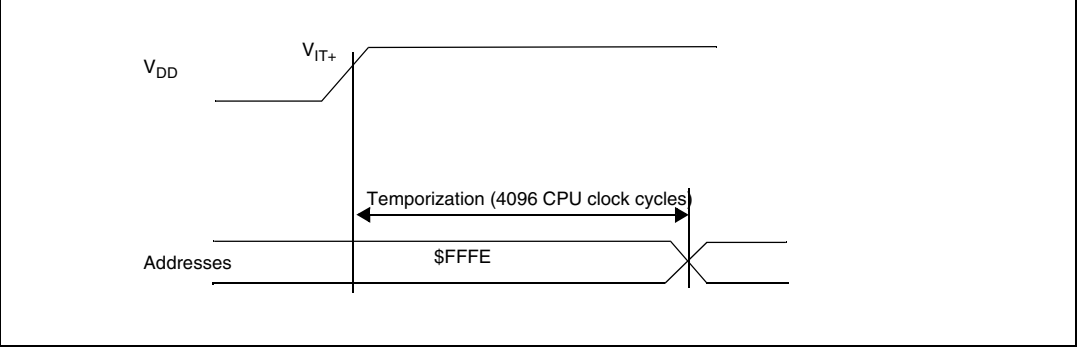 V_IT+
V_DD
Temporization (4096 CPU clock cycles)
Addresses
$FFFE